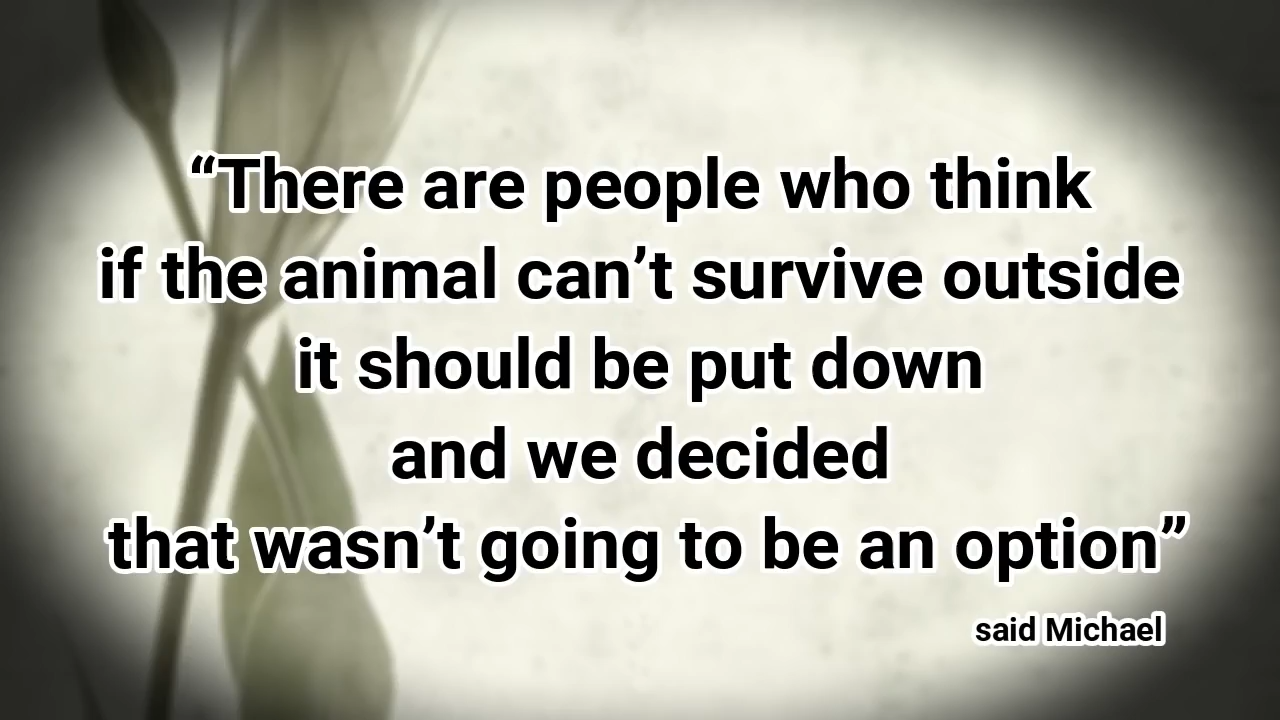 “There are people who think
if the animal can’t survive outside
it should be put down
and we decided
that wasn’t going to be an option”
said Michael